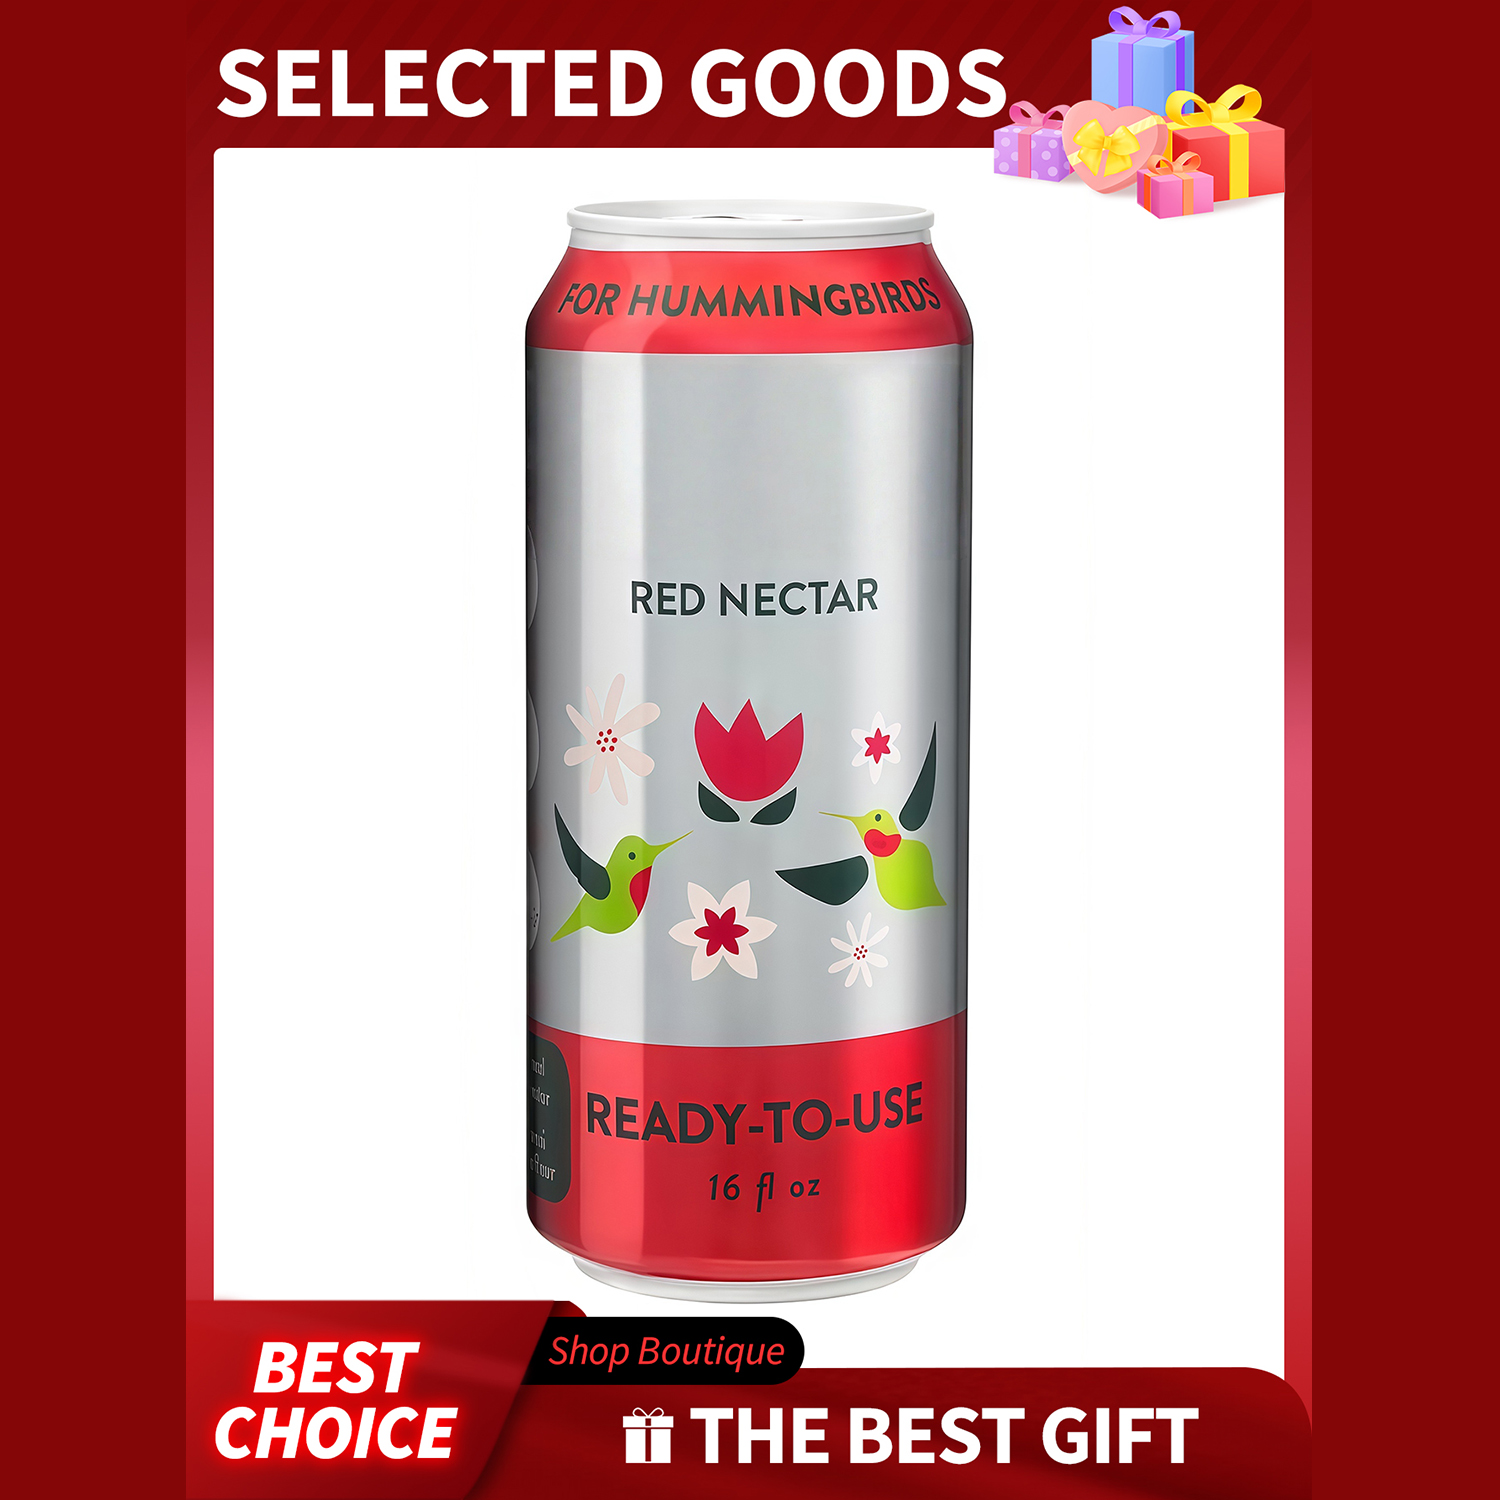 SELECTED GOODS
FOR HUMMINGBIRDS
RED NECTAR
READY-TO-USE
16 fl oz
BEST
CHOICE
Shop Boutique
THE BEST GIFT